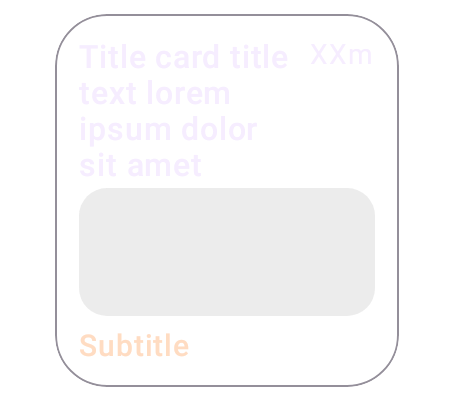 Title card title XXm
text lorem
ipsum dolor
sit amet
Subtitle